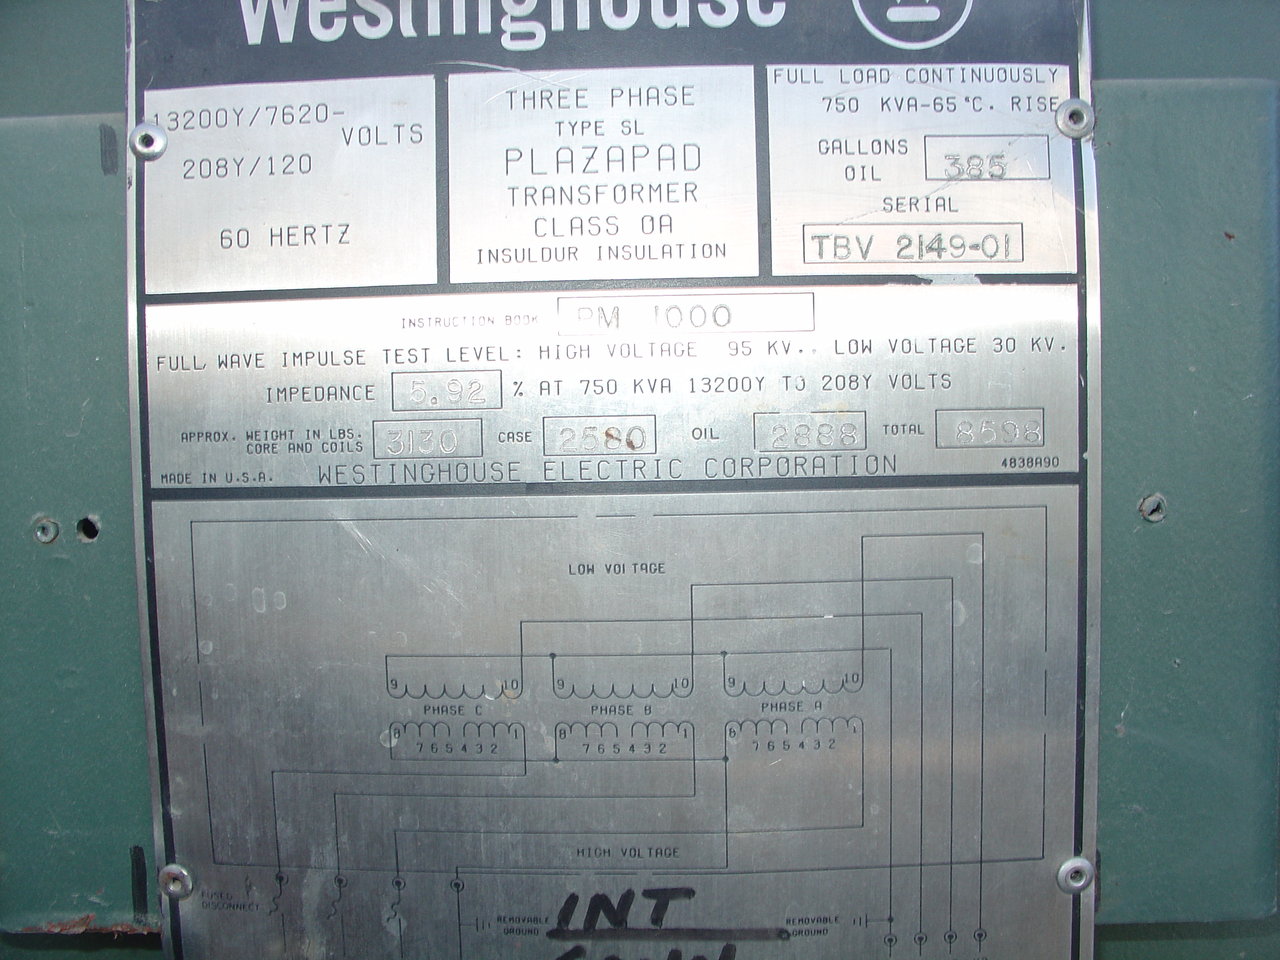 Westinghouse
13200Y/7620-
VOLTS
208Y/120
60 HERTZ
THREE PHASE
TYPE SL
PLAZAPAD
TRANSFORMER
CLASS OA
INSULDUR INSULATION
FULL LOAD CONTINUOUSLY
750 KVA-65°C. RISE
GALLONS OIL 385
SERIAL
TBV 2149-01
INSTRUCTION BOOK PM 1000
FULL WAVE IMPULSE TEST LEVEL: HIGH VOLTAGE 95 KV.. LOW VOLTAGE 30 KV.
IMPEDANCE 5.92 % AT 750 KVA 13200Y TO 208Y VOLTS
APPROX. WEIGHT IN LBS.
CORE AND COILS 3130 CASE 2580 OIL 2888 TOTAL 8598
MADE IN U.S.A. WESTINGHOUSE ELECTRIC CORPORATION 4838A90
LOW VOLTAGE
9 10 9 10 9 10
PHASE C PHASE B PHASE A
8 1 8 1 8 1
7 6 5 4 3 2 7 6 5 4 3 2 7 6 5 4 3 2
HIGH VOLTAGE
FUSED
DISCONNECT
REMOVABLE
GROUND
INT
REMOVABLE
GROUND